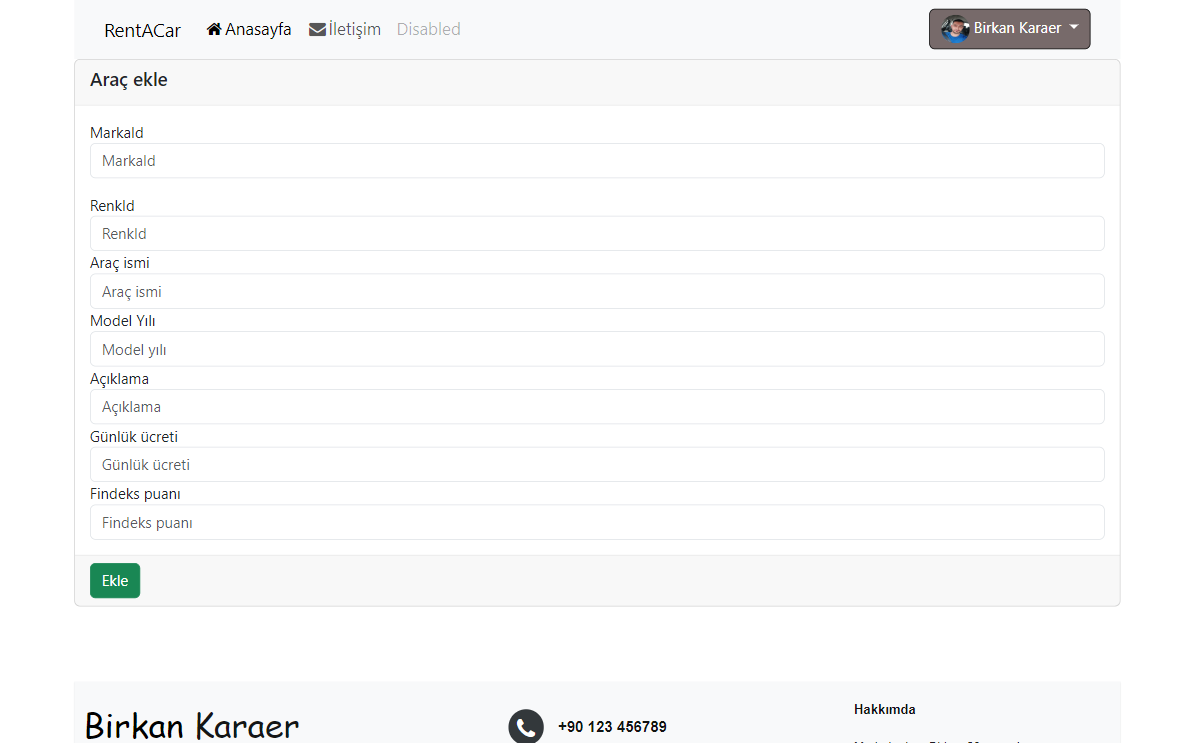 RentACar Anasayfa İletişim Disabled Birkan Karaer
Araç ekle
MarkaId
MarkaId
RenkId
RenkId
Araç ismi
Araç ismi
Model Yılı
Model yılı
Açıklama
Açıklama
Günlük ücreti
Günlük ücreti
Findeks puanı
Findeks puanı
Ekle
Hakkımda
Birkan Karaer +90 123 456789